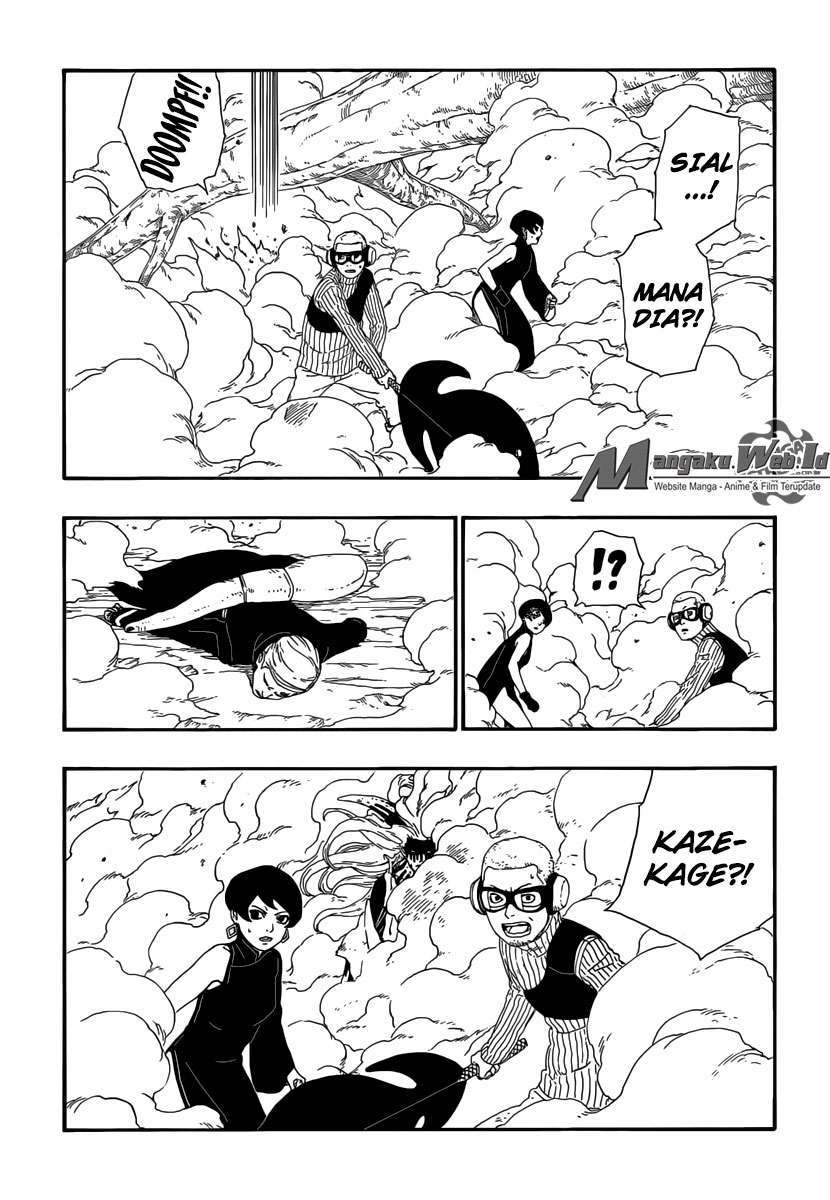 DOOMPF!!
SIAL
...!
MANA
DIA?!
Mangaku.Web.Id
Website Manga - Anime & Film Terupdate
!?
KAZE-
KAGE?!